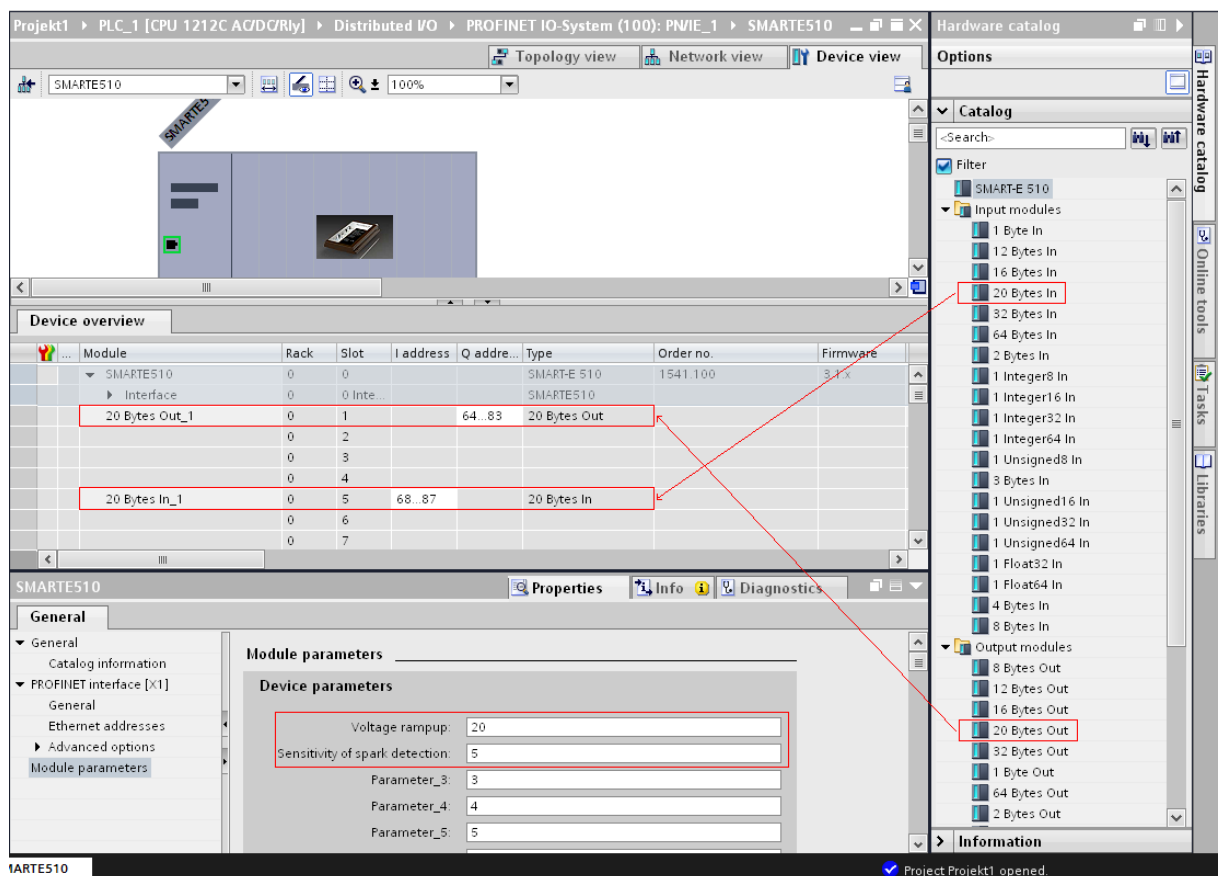 Projekt1 ▸ PLC_1 [CPU 1212C AC/DC/Rly] ▸ Distributed I/O ▸ PROFINET IO-System (100): PN/IE_1 ▸ SMARTE510
Topology view Network view Device view
SMARTE510 100%
SMARTE5
Device overview
... Module Rack Slot I address Q addre... Type Order no. Firmware
SMARTE510 0 0 SMART-E 510 1541.100 3.1.x
Interface 0 0 Inte... SMARTE510
20 Bytes Out_1 0 1 64...83 20 Bytes Out
0 2
0 3
0 4
20 Bytes In_1 0 5 68...87 20 Bytes In
0 6
0 7
SMARTE510
Properties Info Diagnostics
General
General
Catalog information
PROFINET interface [X1]
General
Ethernet addresses
Advanced options
Module parameters
Module parameters
Device parameters
Voltage rampup: 20
Sensitivity of spark detection: 5
Parameter_3: 3
Parameter_4: 4
Parameter_5: 5
Hardware catalog
Options
Catalog
<Search>
Filter
SMART-E 510
Input modules
1 Byte In
12 Bytes In
16 Bytes In
20 Bytes In
32 Bytes In
64 Bytes In
2 Bytes In
1 Integer8 In
1 Integer16 In
1 Integer32 In
1 Integer64 In
1 Unsigned8 In
3 Bytes In
1 Unsigned16 In
1 Unsigned32 In
1 Unsigned64 In
1 Float32 In
1 Float64 In
4 Bytes In
8 Bytes In
Output modules
8 Bytes Out
12 Bytes Out
16 Bytes Out
20 Bytes Out
32 Bytes Out
1 Byte Out
64 Bytes Out
2 Bytes Out
Information
Hardware catalog
Online tools
Tasks
Libraries
MARTE510
Project Projekt1 opened.